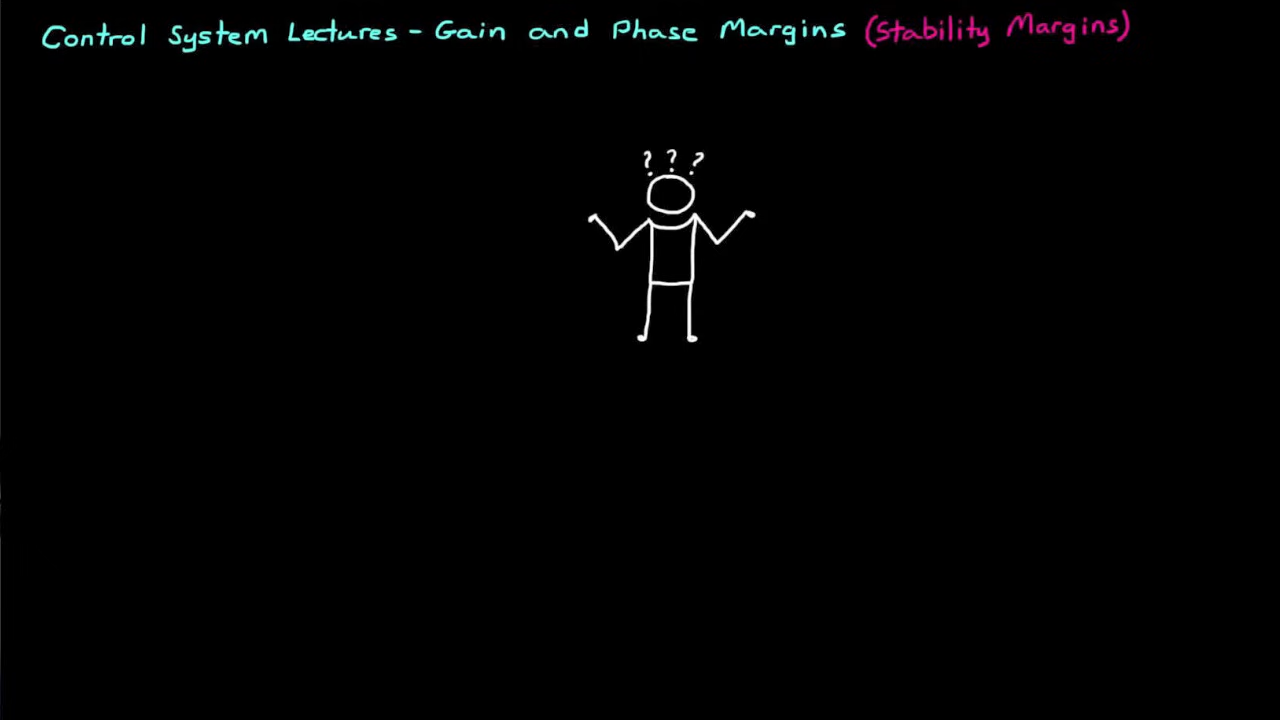 Control System Lectures - Gain and Phase Margins (Stability Margins)
? ? ?